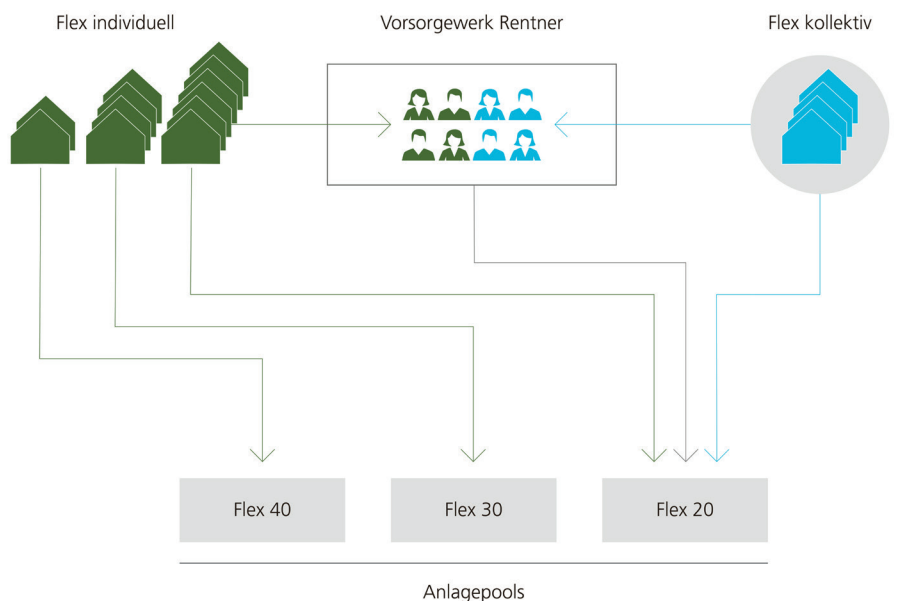 Flex individuell
Vorsorgewerk Rentner
Flex kollektiv
Flex 40
Flex 30
Flex 20
Anlagepools